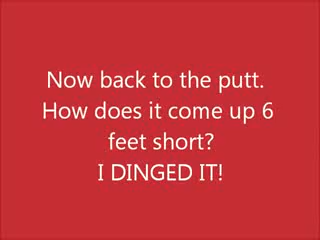 Now back to the putt.
How does it come up 6
feet short?
I DINGED IT!